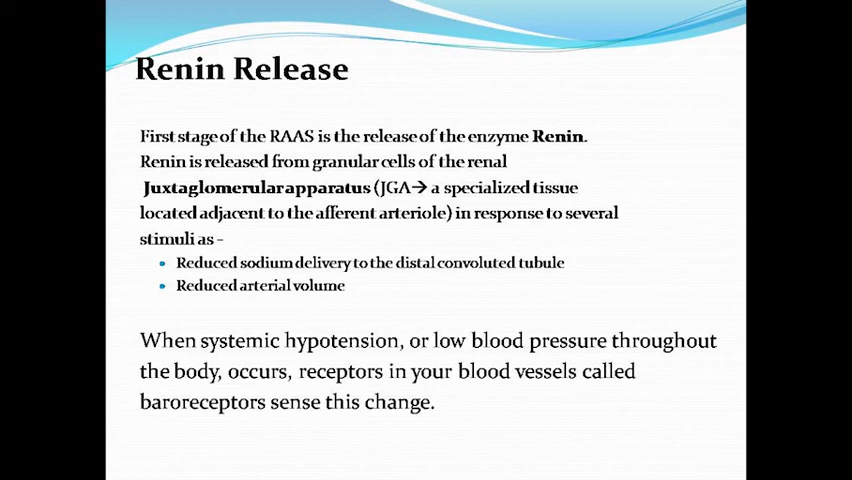 Renin Release
First stage of the RAAS is the release of the enzyme Renin.
Renin is released from granular cells of the renal
Juxtaglomerular apparatus (JGA→ a specialized tissue
located adjacent to the afferent arteriole) in response to several
stimuli as -
• Reduced sodium delivery to the distal convoluted tubule
• Reduced arterial volume
When systemic hypotension, or low blood pressure throughout
the body, occurs, receptors in your blood vessels called
baroreceptors sense this change.